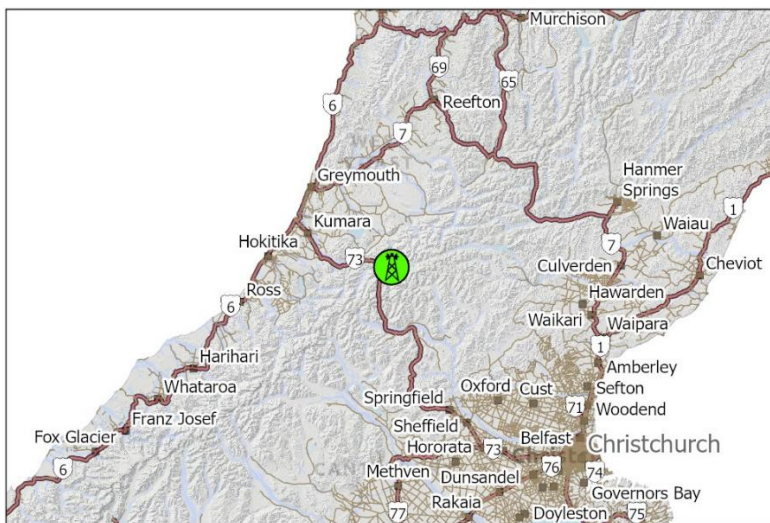 Murchison
69
65
6
Reefton
7
WEST
COAST
Greymouth
Hanmer
Springs
Kumara
1
Waiau
Hokitika
7
73
Culverden
Cheviot
Ross
Hawarden
6
Waikari
Waipara
1
Harihari
Amberley
Whataroa
Oxford
Cust
Sefton
Springfield
71
Woodend
Franz Josef
Sheffield
Fox Glacier
Belfast
Christchurch
Hororata
73
6
76
74
Methven
Dunsandel
Governors Bay
Rakaia
77
Doyleston
75